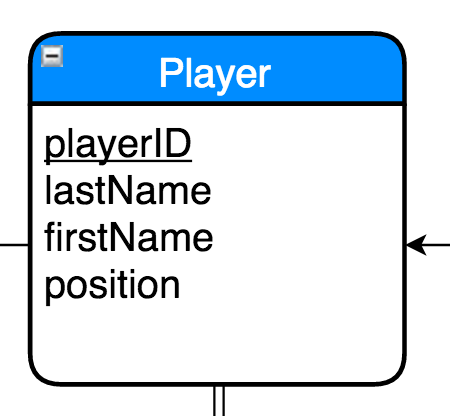 Player
playerID
lastName
firstName
position